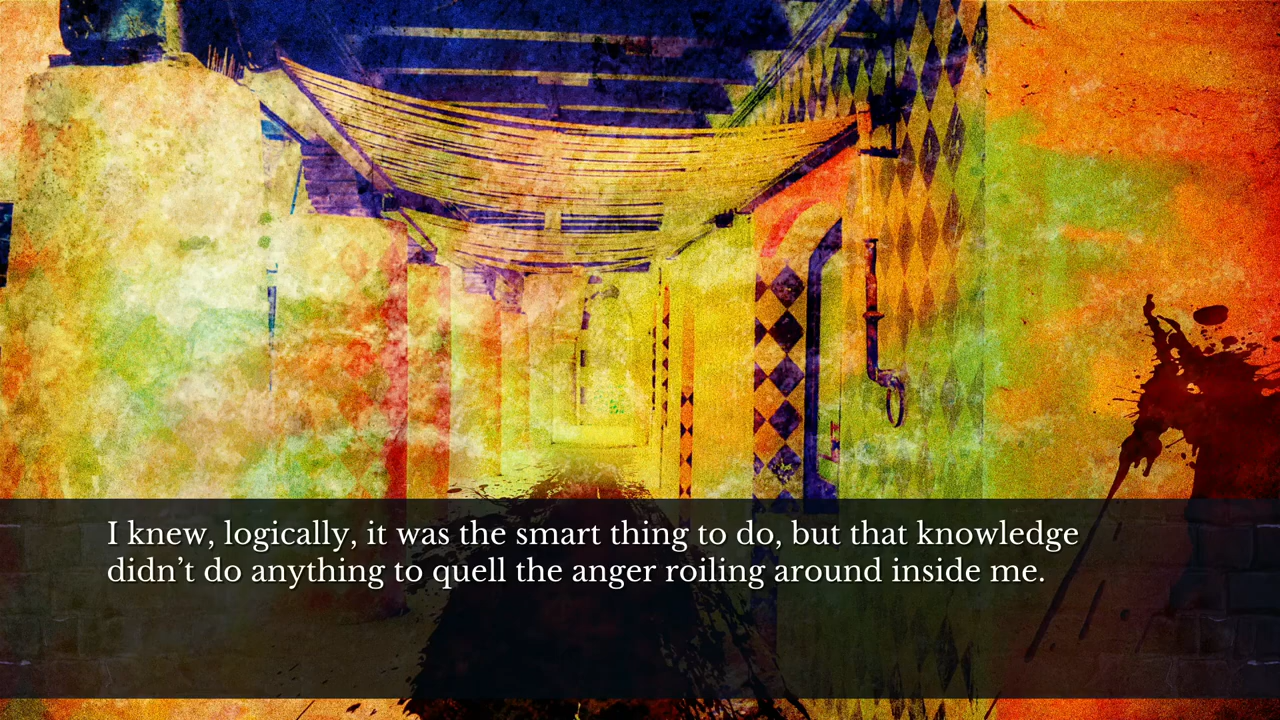 I knew, logically, it was the smart thing to do, but that knowledge
didn’t do anything to quell the anger roiling around inside me.